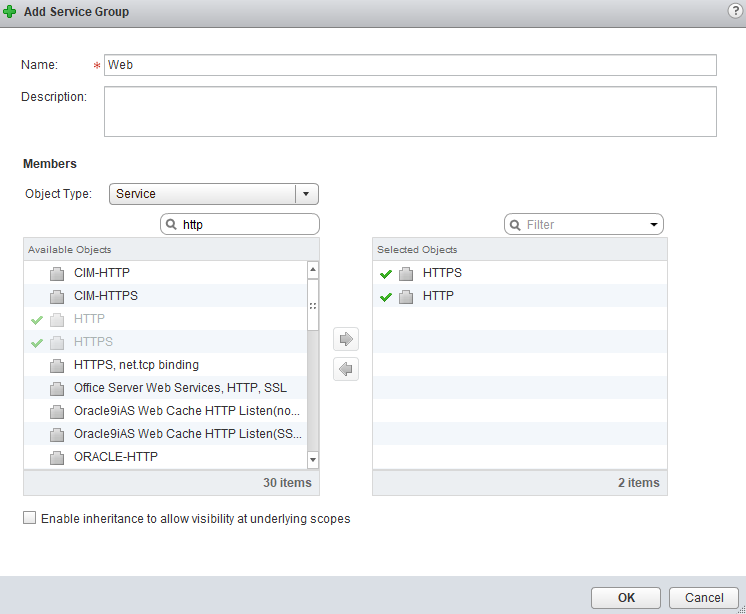 Add Service Group
?
Name: * Web
Description:
Members
Object Type: Service
http
Filter
Available Objects
CIM-HTTP
CIM-HTTPS
HTTP
HTTPS
HTTPS, net.tcp binding
Office Server Web Services, HTTP, SSL
Oracle9iAS Web Cache HTTP Listen(no...
Oracle9iAS Web Cache HTTP Listen(SS...
ORACLE-HTTP
30 items
Selected Objects
HTTPS
HTTP
2 items
Enable inheritance to allow visibility at underlying scopes
OK
Cancel